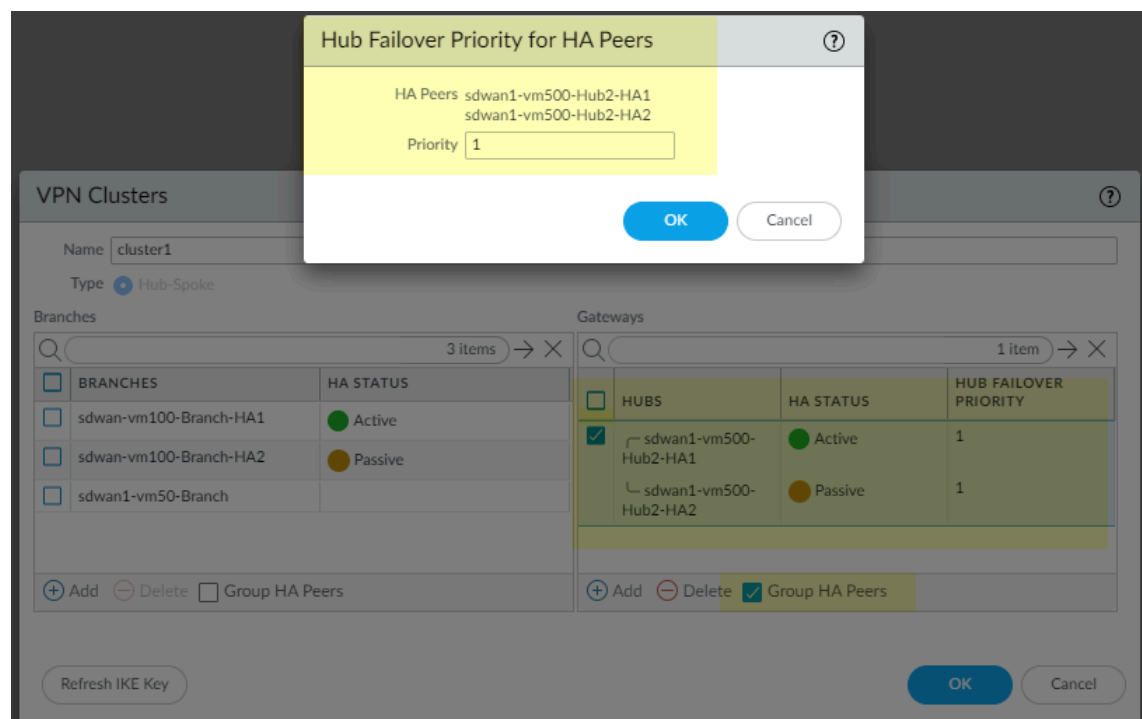 Hub Failover Priority for HA Peers
HA Peers sdwan1-vm500-Hub2-HA1
sdwan1-vm500-Hub2-HA2
Priority 1
OK Cancel
VPN Clusters
Name cluster1
Type Hub-Spoke
Branches
3 items
BRANCHES HA STATUS
sdwan-vm100-Branch-HA1 Active
sdwan-vm100-Branch-HA2 Passive
sdwan1-vm50-Branch
Add Delete Group HA Peers
Gateways
1 item
HUBS HA STATUS HUB FAILOVER
PRIORITY
sdwan1-vm500- Active 1
Hub2-HA1
sdwan1-vm500- Passive 1
Hub2-HA2
Add Delete Group HA Peers
Refresh IKE Key
OK Cancel